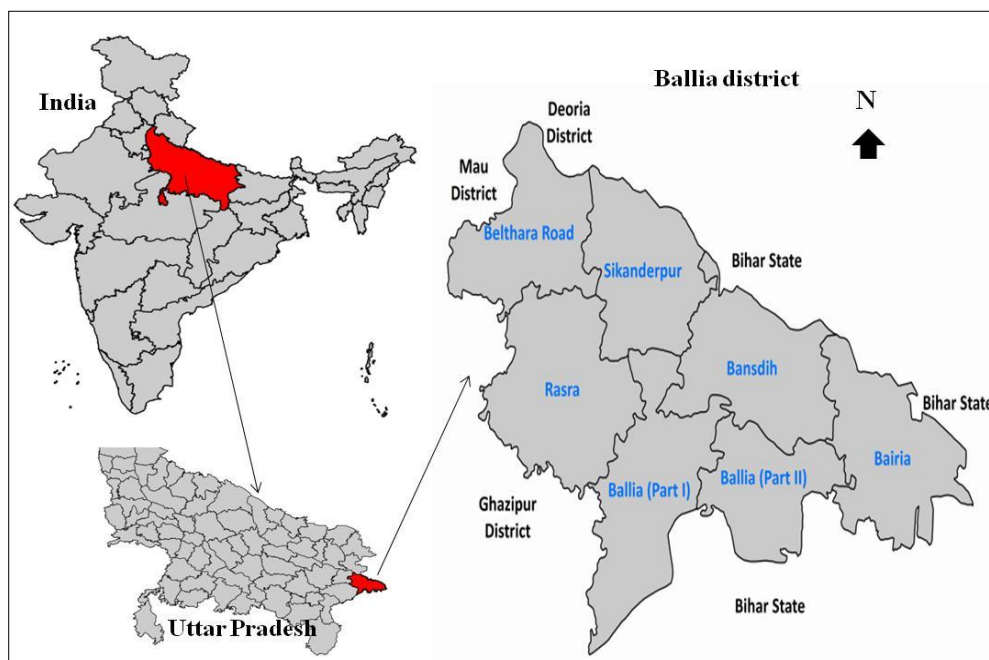 India
Ballia district
N
Deoria
District
Mau
District
Belthara Road
Sikanderpur
Bihar State
Rasra
Bansdih
Bihar State
Bairia
Ballia (Part I)
Ballia (Part II)
Ghazipur
District
Bihar State
Uttar Pradesh